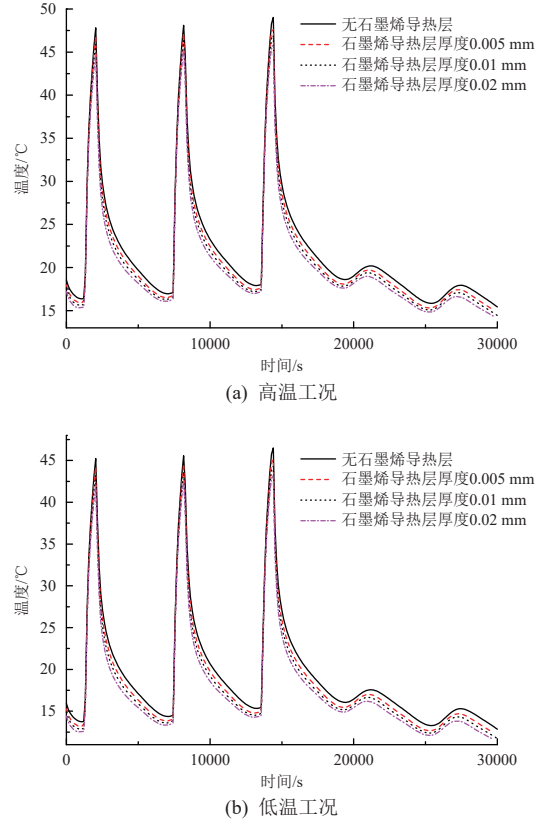 50
45
40
35
30
25
20
15
温度/℃
无石墨烯导热层
石墨烯导热层厚度0.005 mm
石墨烯导热层厚度0.01 mm
石墨烯导热层厚度0.02 mm
0 10000 20000 30000
时间/s
(a) 高温工况
45
40
35
30
25
20
15
温度/℃
无石墨烯导热层
石墨烯导热层厚度0.005 mm
石墨烯导热层厚度0.01 mm
石墨烯导热层厚度0.02 mm
0 10000 20000 30000
时间/s
(b) 低温工况